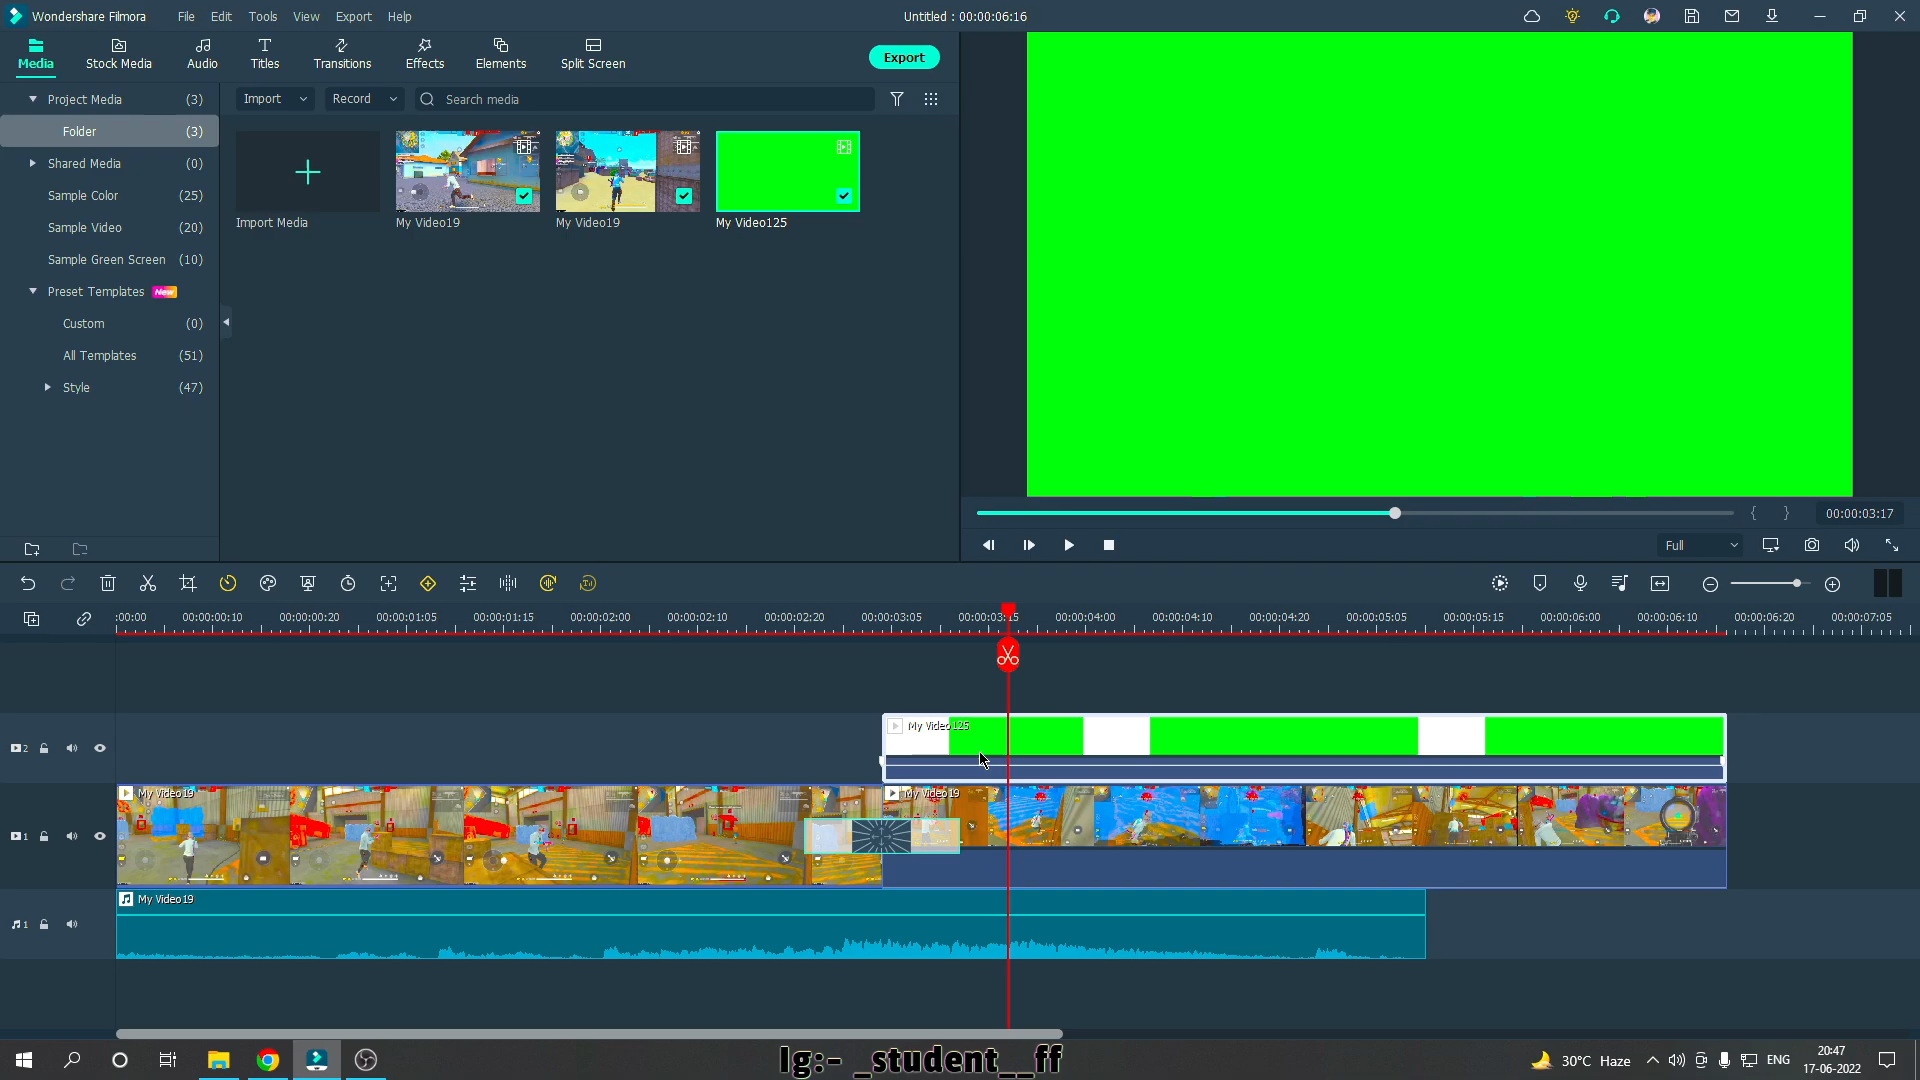 Wondershare Filmora File Edit Tools View Export Help Untitled : 00:00:06:16
Media Stock Media Audio Titles Transitions Effects Elements Split Screen Export
Project Media (3) Import Record Search media
Folder (3)
Shared Media (0)
Sample Color (25)
Sample Video (20) Import Media My Video19 My Video19 My Video125
Sample Green Screen (10)
Preset Templates New
Custom (0)
All Templates (51)
Style (47)
{ } 00:00:03:17
Full
:00:00 00:00:00:10 00:00:00:20 00:00:01:05 00:00:01:15 00:00:02:00 00:00:02:10 00:00:02:20 00:00:03:05 00:00:03:15 00:00:04:00 00:00:04:10 00:00:04:20 00:00:05:05 00:00:05:15 00:00:06:00 00:00:06:10 00:00:06:20 00:00:07:05
My Video125
2
My Video19 My Video19
1
My Video19
1
Ig:- _student__ff
30°C Haze ENG 20:47
17-06-2022